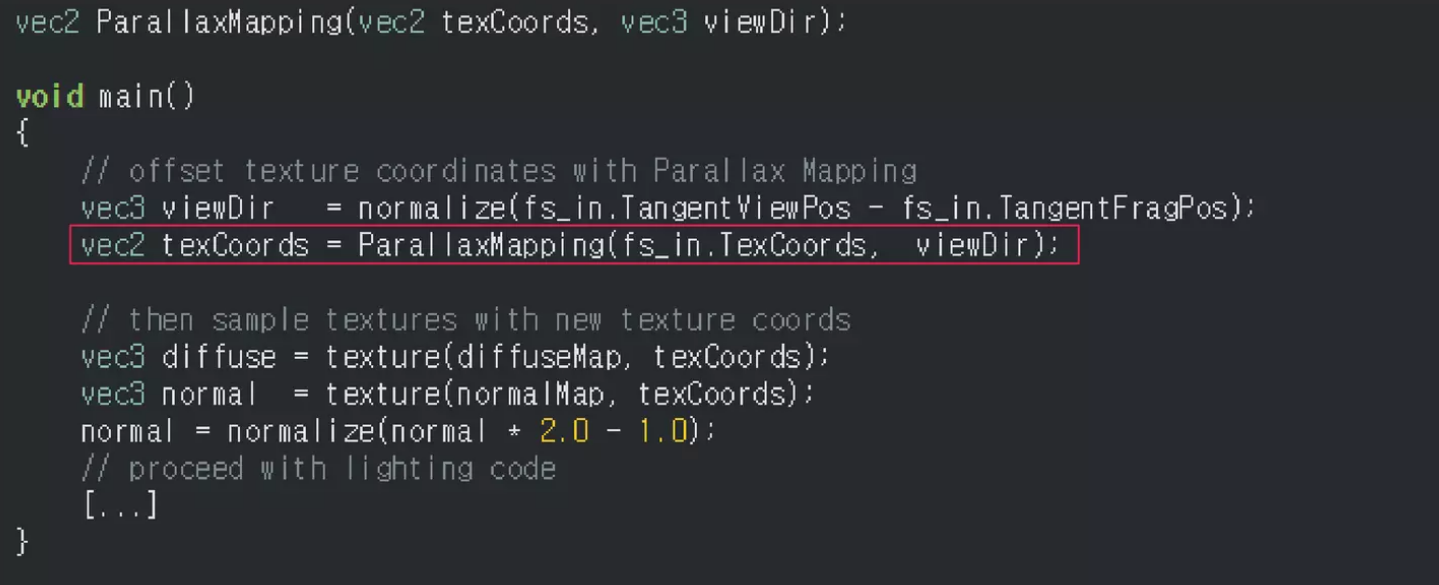 vec2 ParallaxMapping(vec2 texCoords, vec3 viewDir);
void main()
{
// offset texture coordinates with Parallax Mapping
vec3 viewDir   = normalize(fs_in.TangentViewPos - fs_in.TangentFragPos);
vec2 texCoords = ParallaxMapping(fs_in.TexCoords,  viewDir);
// then sample textures with new texture coords
vec3 diffuse = texture(diffuseMap, texCoords);
vec3 normal  = texture(normalMap, texCoords);
normal = normalize(normal * 2.0 - 1.0);
// proceed with lighting code
[...]
}